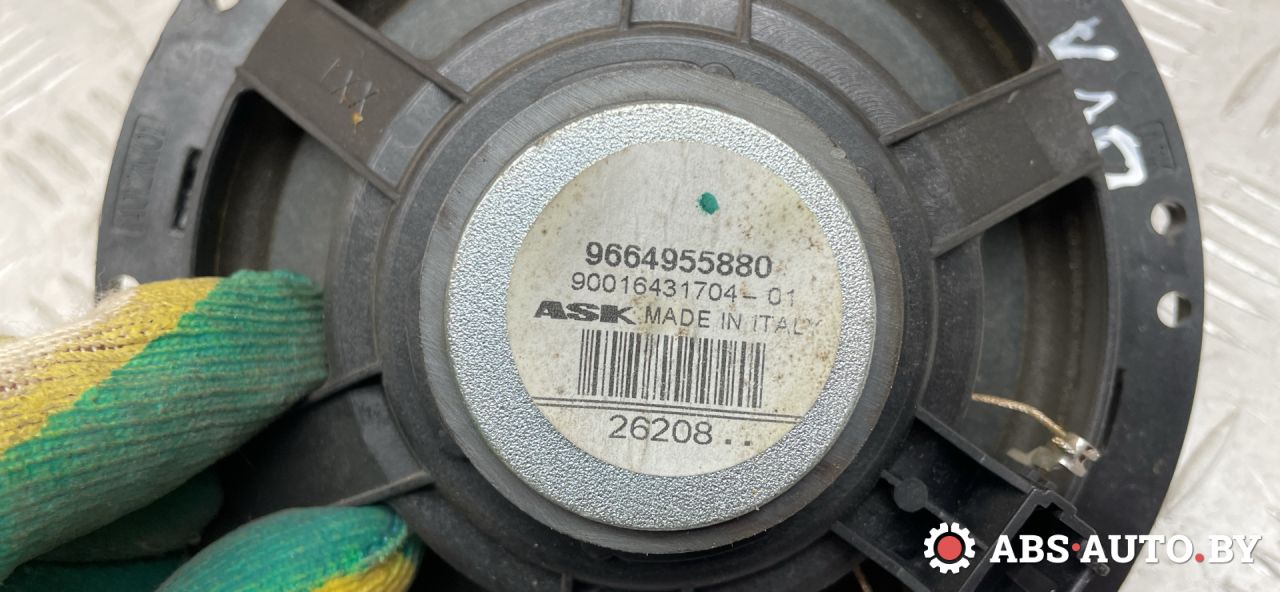 9664955880
90016431704-01
ASK MADE IN ITALY
26208 ..
ABS·AUTO.BY